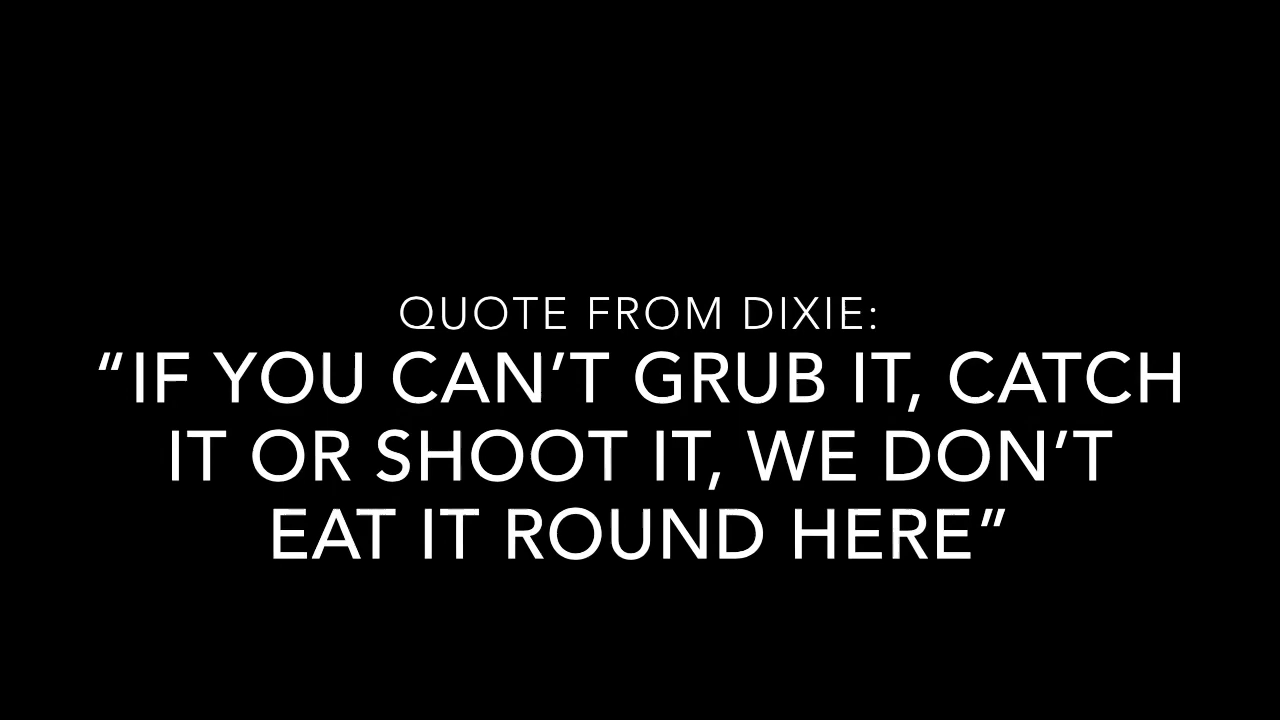 QUOTE FROM DIXIE:
“IF YOU CAN’T GRUB IT, CATCH
IT OR SHOOT IT, WE DON’T
EAT IT ROUND HERE”